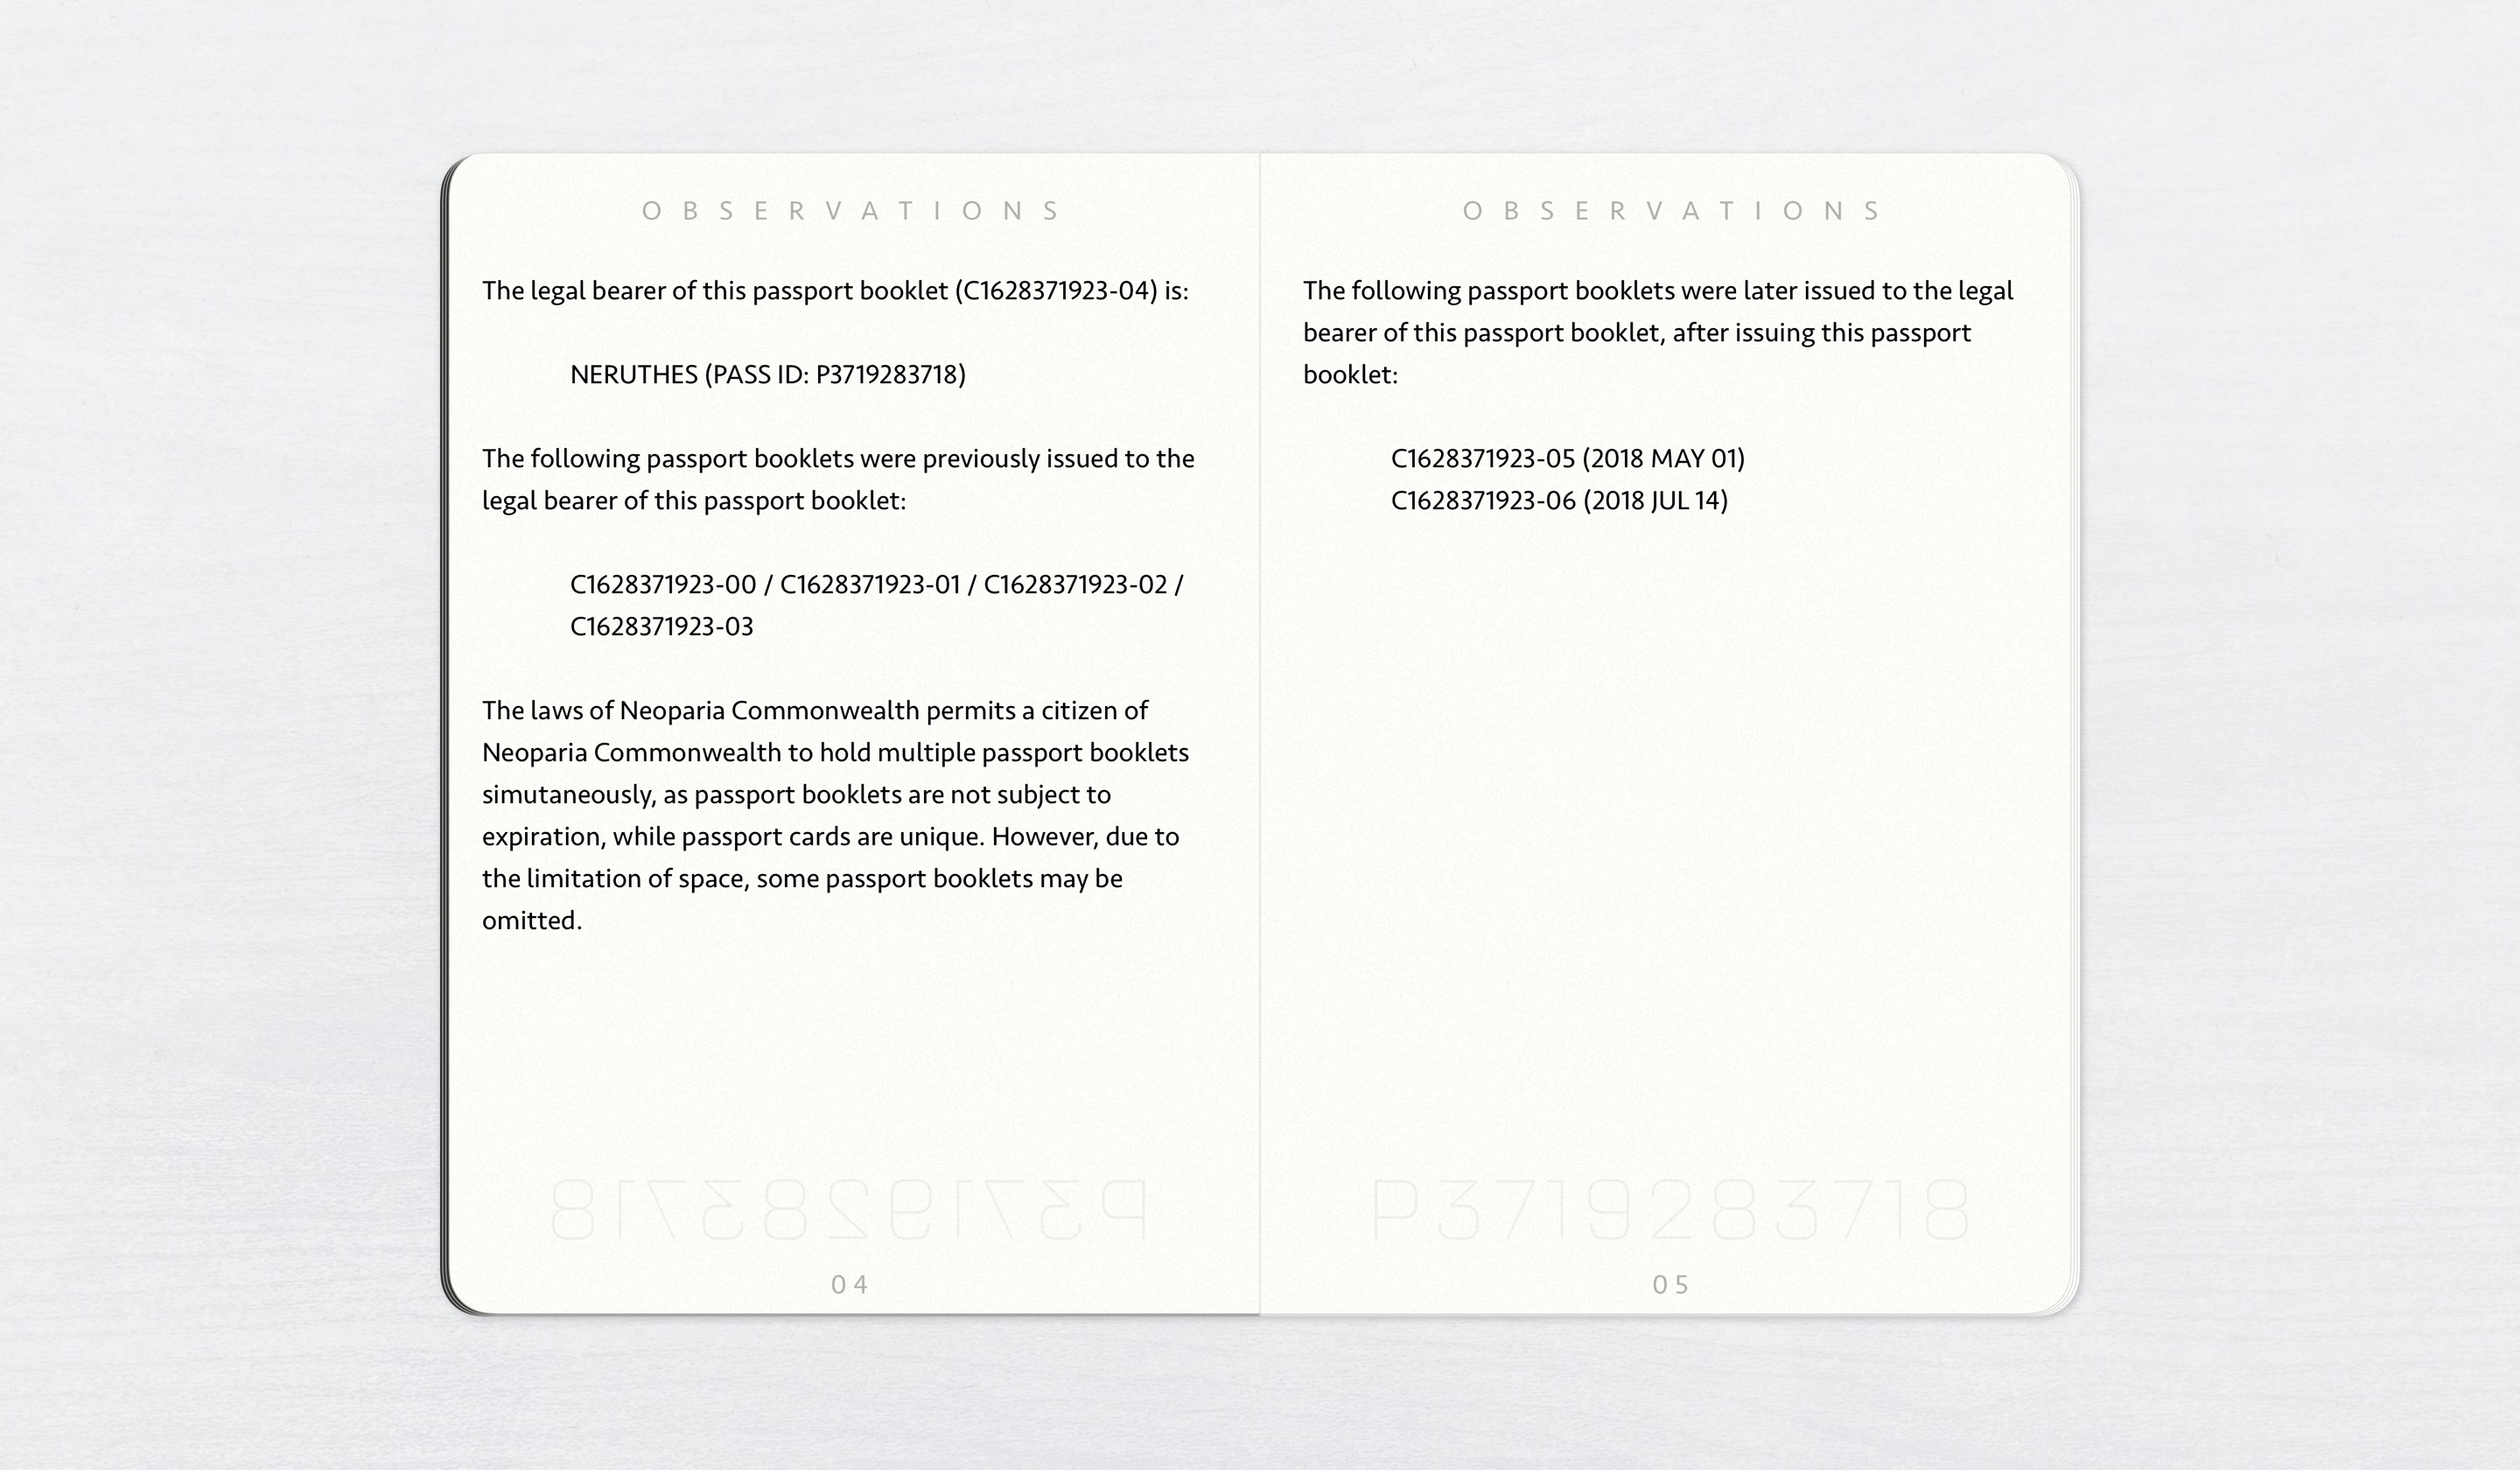 O B S E R V A T I O N S
The legal bearer of this passport booklet (C1628371923-04) is:
NERUTHES (PASS ID: P3719283718)
The following passport booklets were previously issued to the
legal bearer of this passport booklet:
C1628371923-00 / C1628371923-01 / C1628371923-02 /
C1628371923-03
The laws of Neoparia Commonwealth permits a citizen of
Neoparia Commonwealth to hold multiple passport booklets
simutaneously, as passport booklets are not subject to
expiration, while passport cards are unique. However, due to
the limitation of space, some passport booklets may be
omitted.
P3719283718
04
O B S E R V A T I O N S
The following passport booklets were later issued to the legal
bearer of this passport booklet, after issuing this passport
booklet:
C1628371923-05 (2018 MAY 01)
C1628371923-06 (2018 JUL 14)
P3719283718
05